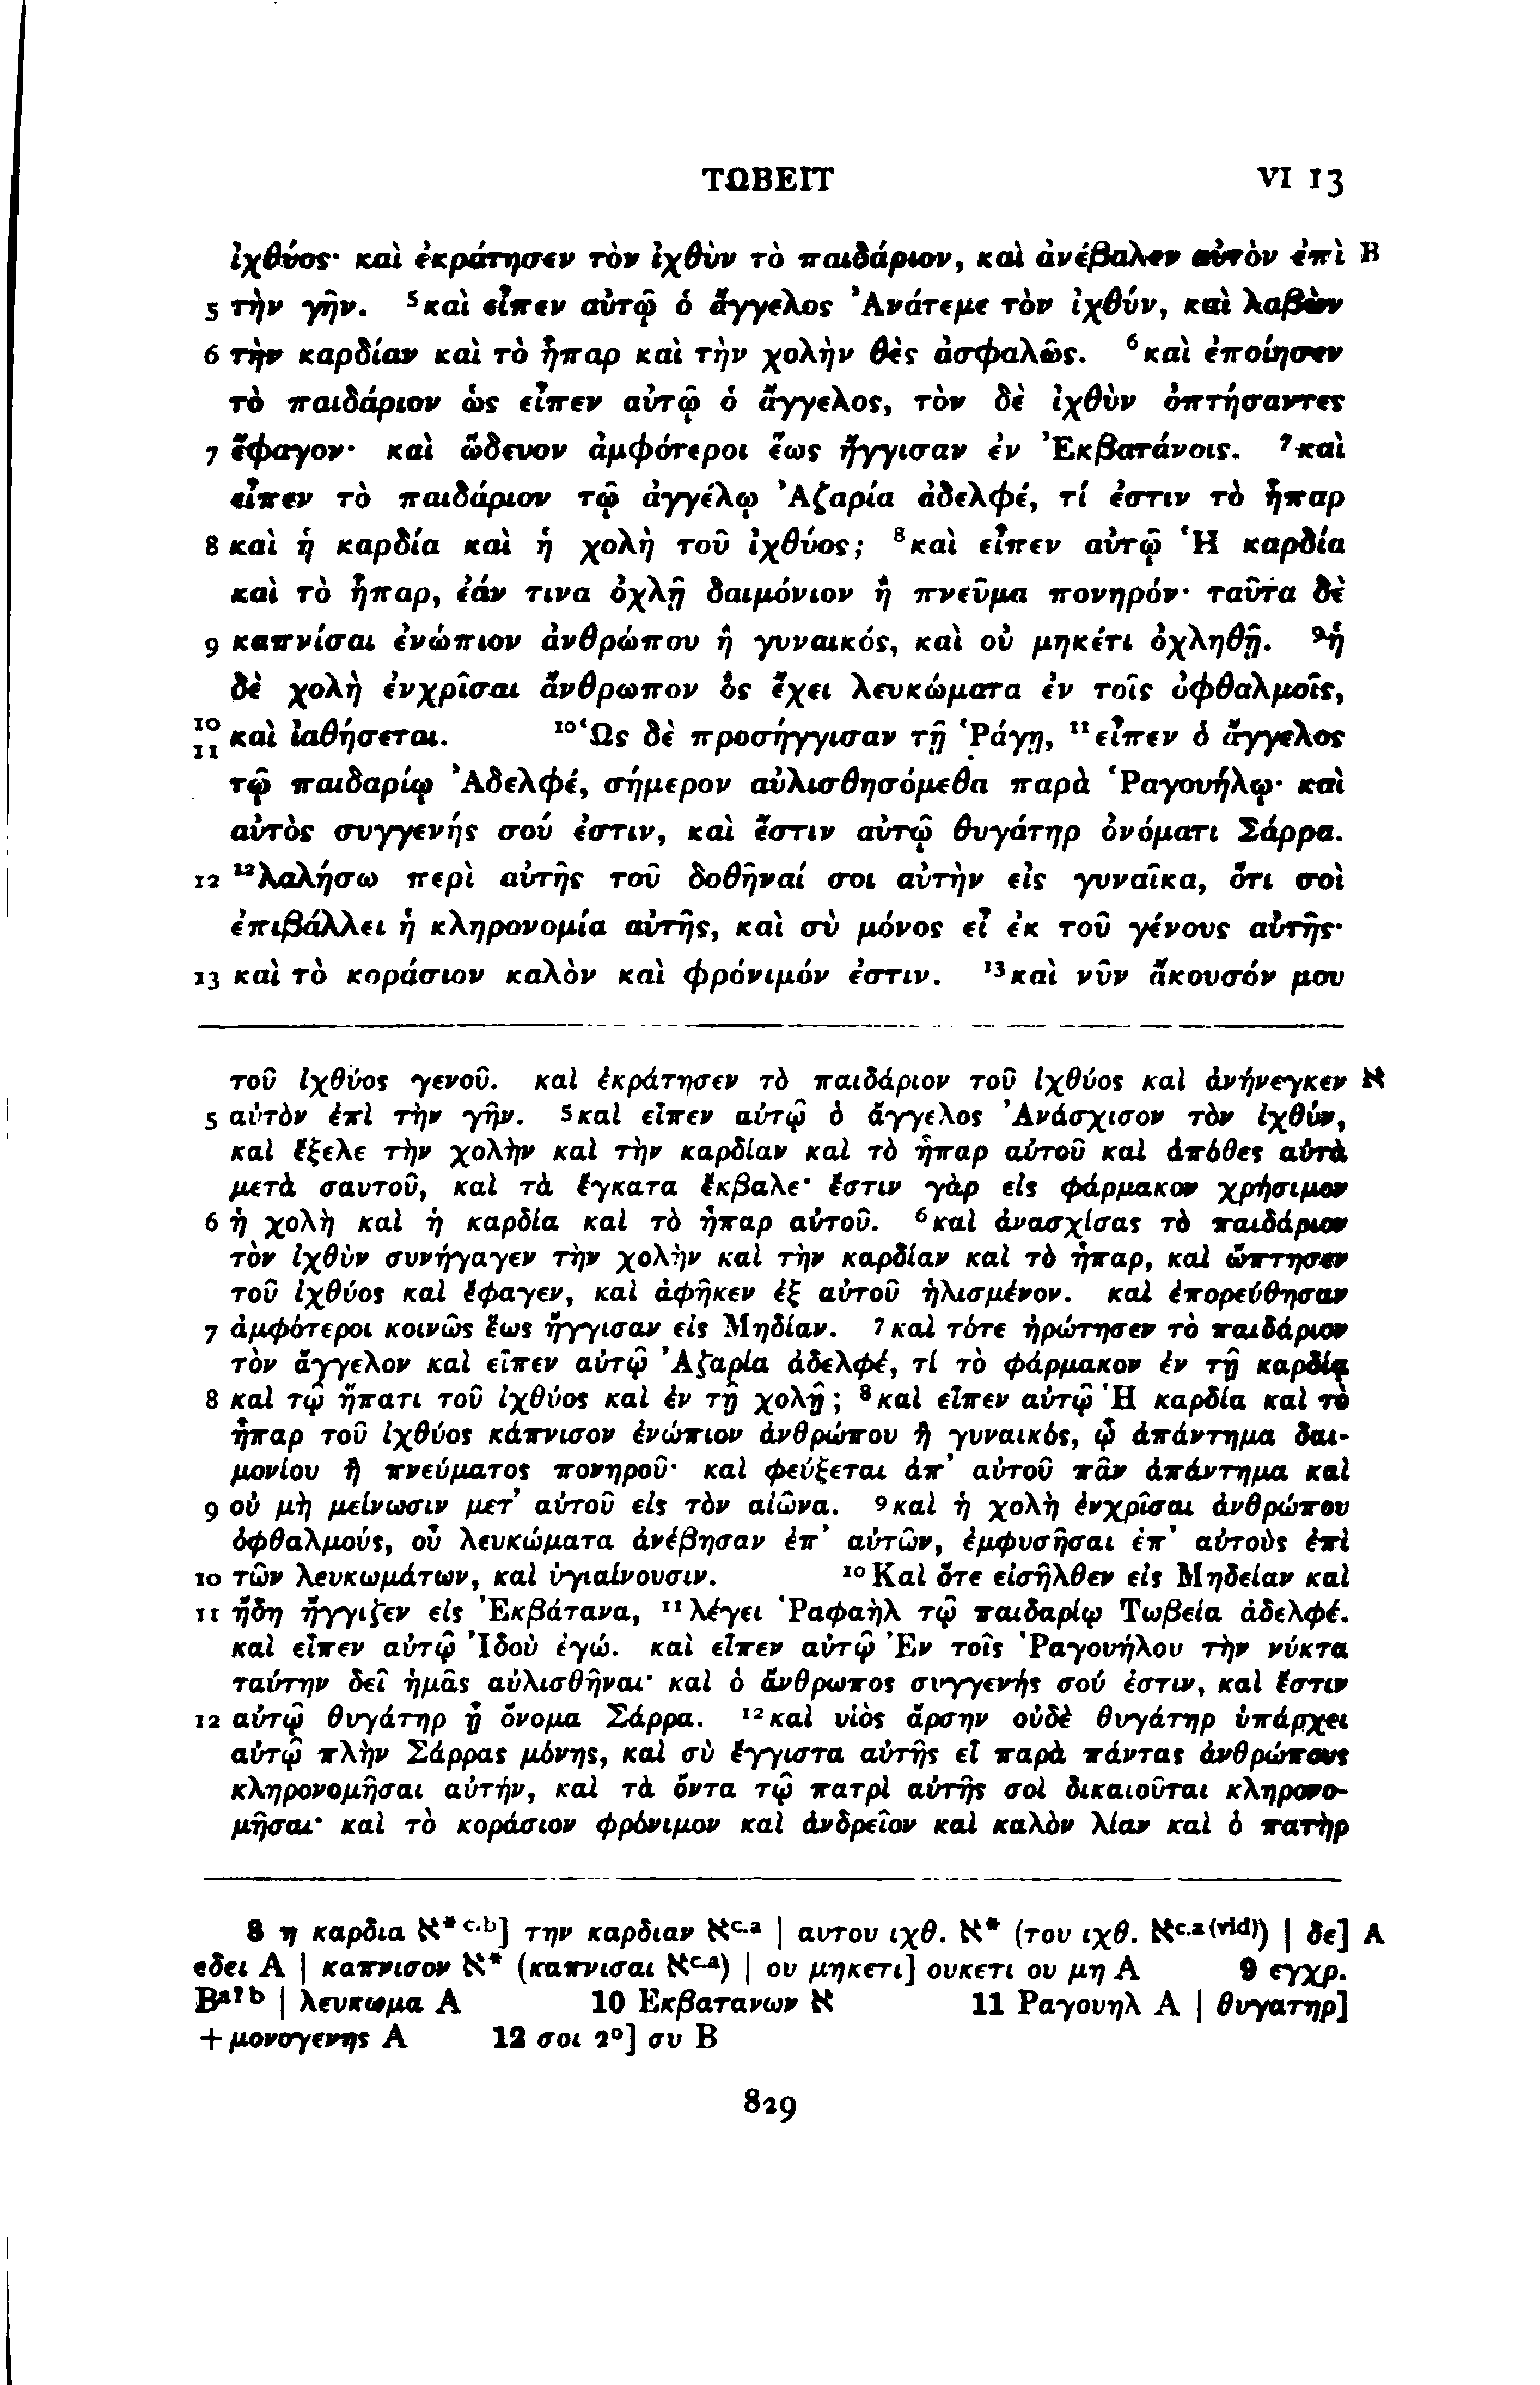 ΤΩΒΕΙΤ VI 13
ἰχθύος· καὶ ἐκράτησεν τὸν ἰχθὺν τὸ παιδάριον, καὶ ἀνέβαλεν αὐτὸν ἐπὶ B
5 τὴν γῆν. ⁵καὶ εἶπεν αὐτῷ ὁ ἄγγελος Ἀνάτεμε τὸν ἰχθύν, καὶ λαβὼν
6 τὴν καρδίαν καὶ τὸ ἧπαρ καὶ τὴν χολὴν θὲς ἀσφαλῶς. ⁶καὶ ἐποίησεν
τὸ παιδάριον ὡς εἶπεν αὐτῷ ὁ ἄγγελος, τὸν δὲ ἰχθὺν ὀπτήσαντες
7 ἔφαγον· καὶ ὥδευον ἀμφότεροι ἕως ἤγγισαν ἐν Ἐκβατάνοις. ⁷καὶ
εἶπεν τὸ παιδάριον τῷ ἀγγέλῳ Ἀζαρία ἀδελφέ, τί ἐστιν τὸ ἧπαρ
8 καὶ ἡ καρδία καὶ ἡ χολὴ τοῦ ἰχθύος; ⁸καὶ εἶπεν αὐτῷ Ἡ καρδία
καὶ τὸ ἧπαρ, ἐάν τινα ὀχλῇ δαιμόνιον ἢ πνεῦμα πονηρόν· ταῦτα δὲ
9 καπνίσαι ἐνώπιον ἀνθρώπου ἢ γυναικός, καὶ οὐ μηκέτι ὀχληθῇ. ⁹ἡ
δὲ χολὴ ἐνχρῖσαι ἄνθρωπον ὃς ἔχει λευκώματα ἐν τοῖς ὀφθαλμοῖς,
10 11 καὶ ἰαθήσεται. ¹⁰Ὡς δὲ προσήγγισαν τῇ Ῥάγῃ, ¹¹εἶπεν ὁ ἄγγελος
τῷ παιδαρίῳ Ἀδελφέ, σήμερον αὐλισθησόμεθα παρὰ Ῥαγουήλῳ· καὶ
αὐτὸς συγγενής σού ἐστιν, καὶ ἔστιν αὐτῷ θυγάτηρ ὀνόματι Σάρρα.
12 ¹²λαλήσω περὶ αὐτῆς τοῦ δοθῆναί σοι αὐτὴν εἰς γυναῖκα, ὅτι σοὶ
ἐπιβάλλει ἡ κληρονομία αὐτῆς, καὶ σὺ μόνος εἶ ἐκ τοῦ γένους αὐτῆς·
13 καὶ τὸ κοράσιον καλὸν καὶ φρόνιμόν ἐστιν. ¹³καὶ νῦν ἄκουσόν μου
τοῦ ἰχθύος γενοῦ. καὶ ἐκράτησεν τὸ παιδάριον τοῦ ἰχθύος καὶ ἀνήνεγκεν א
5 αὐτὸν ἐπὶ τὴν γῆν. ⁵καὶ εἶπεν αὐτῷ ὁ ἄγγελος Ἀνάσχισον τὸν ἰχθύν,
καὶ ἔξελε τὴν χολὴν καὶ τὴν καρδίαν καὶ τὸ ἧπαρ αὐτοῦ καὶ ἀπόθες αὐτὰ
μετὰ σαυτοῦ, καὶ τὰ ἔγκατα ἔκβαλε· ἔστιν γὰρ εἰς φάρμακον χρήσιμον
6 ἡ χολὴ καὶ ἡ καρδία καὶ τὸ ἧπαρ αὐτοῦ. ⁶καὶ ἀνασχίσας τὸ παιδάριον
τὸν ἰχθὺν συνήγαγεν τὴν χολὴν καὶ τὴν καρδίαν καὶ τὸ ἧπαρ, καὶ ὤπτησεν
τοῦ ἰχθύος καὶ ἔφαγεν, καὶ ἀφῆκεν ἐξ αὐτοῦ ἡλισμένον. καὶ ἐπορεύθησαν
7 ἀμφότεροι κοινῶς ἕως ἤγγισαν εἰς Μηδίαν. ⁷καὶ τότε ἠρώτησεν τὸ παιδάριον
τὸν ἄγγελον καὶ εἶπεν αὐτῷ Ἀζαρία ἀδελφέ, τί τὸ φάρμακον ἐν τῇ καρδίᾳ
8 καὶ τῷ ἥπατι τοῦ ἰχθύος καὶ ἐν τῇ χολῇ; ⁸καὶ εἶπεν αὐτῷ Ἡ καρδία καὶ τὸ
ἧπαρ τοῦ ἰχθύος κάπνισον ἐνώπιον ἀνθρώπου ἢ γυναικός, ᾧ ἀπάντημα δαι-
μονίου ἢ πνεύματος πονηροῦ· καὶ φεύξεται ἀπ᾽ αὐτοῦ πᾶν ἀπάντημα καὶ
9 οὐ μὴ μείνωσιν μετ᾽ αὐτοῦ εἰς τὸν αἰῶνα. ⁹καὶ ἡ χολὴ ἐνχρῖσαι ἀνθρώπου
ὀφθαλμούς, οὗ λευκώματα ἀνέβησαν ἐπ᾽ αὐτῶν, ἐμφυσῆσαι ἐπ᾽ αὐτοὺς ἐπὶ
10 τῶν λευκωμάτων, καὶ ὑγιαίνουσιν. ¹⁰Καὶ ὅτε εἰσῆλθεν εἰς Μηδείαν καὶ
11 ἤδη ἤγγιζεν εἰς Ἐκβάτανα, ¹¹λέγει Ῥαφαὴλ τῷ παιδαρίῳ Τωβεία ἀδελφέ.
καὶ εἶπεν αὐτῷ Ἰδοὺ ἐγώ. καὶ εἶπεν αὐτῷ Ἐν τοῖς Ῥαγουήλου τὴν νύκτα
ταύτην δεῖ ἡμᾶς αὐλισθῆναι· καὶ ὁ ἄνθρωπος συγγενής σού ἐστιν, καὶ ἔστιν
12 αὐτῷ θυγάτηρ ᾗ ὄνομα Σάρρα. ¹²καὶ υἱὸς ἄρσην οὐδὲ θυγάτηρ ὑπάρχει
αὐτῷ πλὴν Σάρρας μόνης, καὶ σὺ ἔγγιστα αὐτῆς εἶ παρὰ πάντας ἀνθρώπους
κληρονομῆσαι αὐτήν, καὶ τὰ ὄντα τῷ πατρὶ αὐτῆς σοὶ δικαιοῦται κληρονο-
μῆσαι· καὶ τὸ κοράσιον φρόνιμον καὶ ἀνδρεῖον καὶ καλὸν λίαν καὶ ὁ πατὴρ
8 η καρδια א* c.b] την καρδιαν אc.a | αυτου ιχθ. א* (του ιχθ. אc.a (vid)) | δε] A
εδει A | καπνισον א* (καπνισαι אc.a) | ου μηκετι] ουκετι ου μη A 9 εγχρ.
Ba?b | λευκωμα A 10 Εκβατανων א 11 Ραγουηλ A | θυγατηρ]
+ μονογενης A 12 σοι 2°] συ B
829